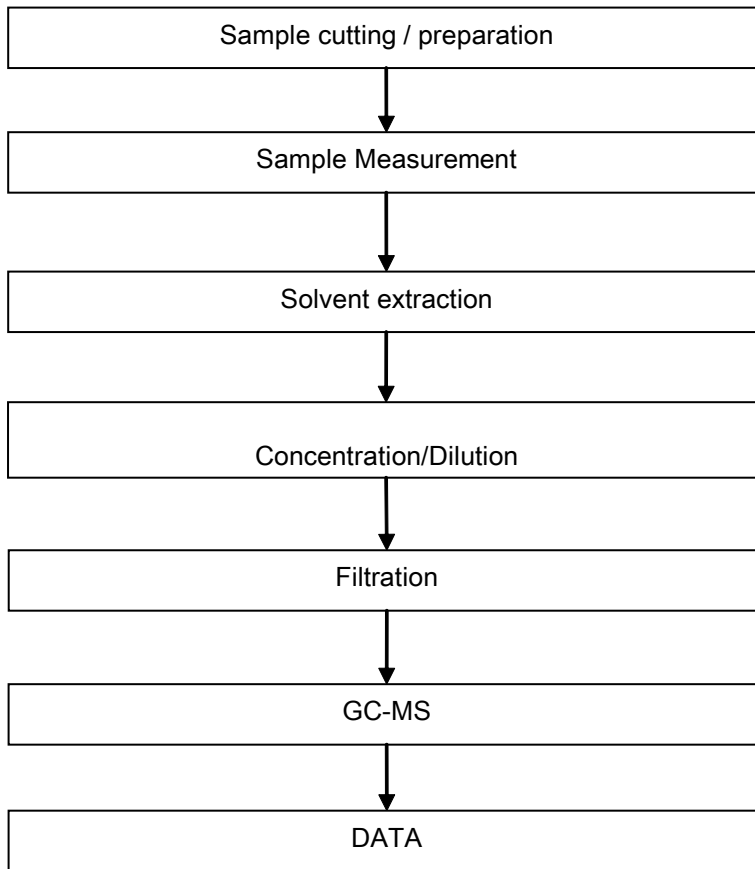 Sample cutting / preparation
Sample Measurement
Solvent extraction
Concentration/Dilution
Filtration
GC-MS
DATA